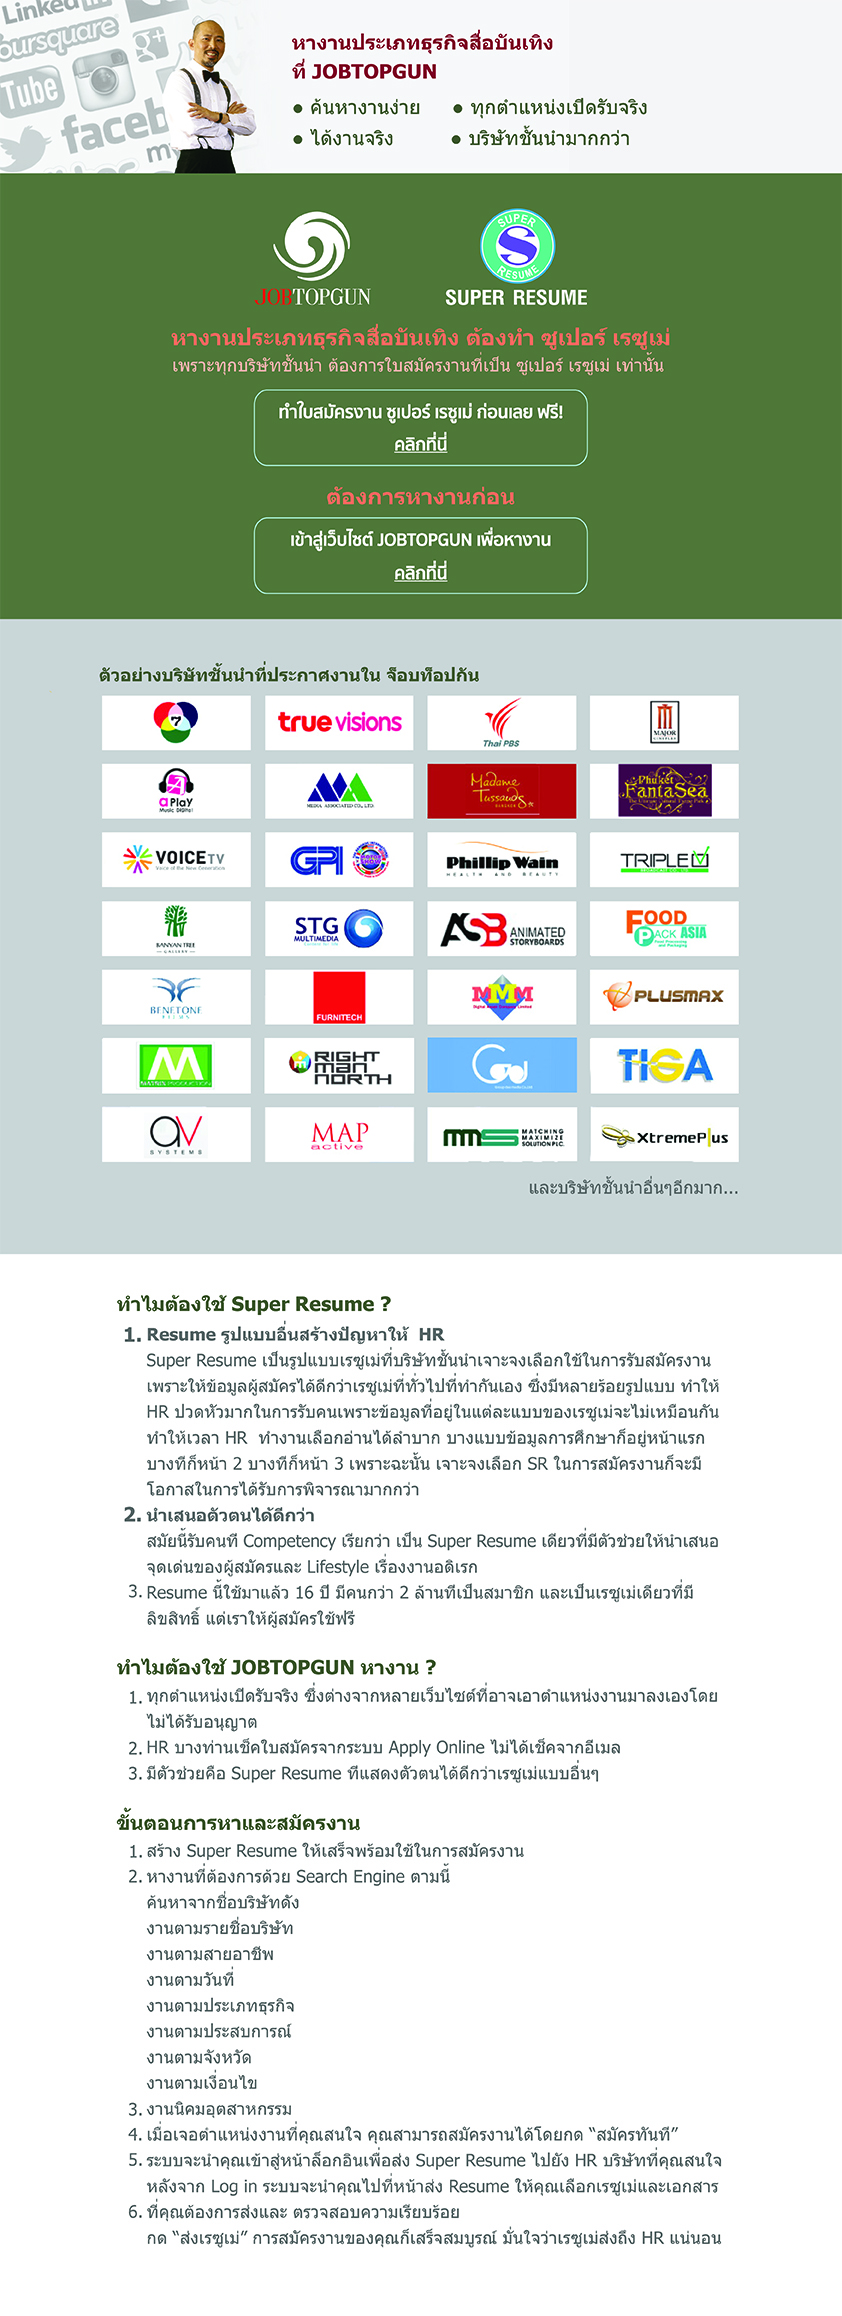 Linked in
foursquare
g+
Tube
faceb
my
หางานประเภทธุรกิจสื่อบันเทิง
ที่ JOBTOPGUN
● ค้นหางานง่าย ● ทุกตำแหน่งเปิดรับจริง
● ได้งานจริง ● บริษัทชั้นนำมากกว่า
SUPER
S
RESUME
JOBTOPGUN SUPER RESUME
หางานประเภทธุรกิจสื่อบันเทิง ต้องทำ ซูเปอร์ เรซูเม่
เพราะทุกบริษัทชั้นนำ ต้องการใบสมัครงานที่เป็น ซูเปอร์ เรซูเม่ เท่านั้น
ทำใบสมัครงาน ซูเปอร์ เรซูเม่ ก่อนเลย ฟรี!
คลิกที่นี่
ต้องการหางานก่อน
เข้าสู่เว็บไซต์ JOBTOPGUN เพื่อหางาน
คลิกที่นี่
ตัวอย่างบริษัทชั้นนำที่ประกาศงานใน จ็อบท็อปกัน
7
true visions
Thai PBS
MAJOR
CINEPLEX
a PLAY
Music DiGital
MEDIA ASSOCIATED CO., LTD.
Madame
Tussauds
BANGKOK
Phuket
FantaSea
VOICE TV
Voice of the New Generation
GPI
Phillip Wain
HEALTH AND BEAUTY
TRIPLE V
BROADCAST CO., LTD.
BANYAN TREE
GALLERY
STG
MULTIMEDIA
ASB ANIMATED
STORYBOARDS
FOOD
PACK ASIA
Food Processing
and Packaging
BENETONE
FILMS
FURNITECH
MMM
PLUSMAX
M
PRODUCTION
RIGHT
man
NORTH
TIGA
aV
SYSTEMS
MAP
active
mms MATCHING
MAXIMIZE
SOLUTION PLC.
XtremePlus
และบริษัทชั้นนำอื่นๆอีกมาก...
ทำไมต้องใช้ Super Resume ?
1. Resume รูปแบบอื่นสร้างปัญหาให้ HR
Super Resume เป็นรูปแบบเรซูเม่ที่บริษัทชั้นนำเจาะจงเลือกใช้ในการรับสมัครงาน
เพราะให้ข้อมูลผู้สมัครได้ดีกว่าเรซูเม่ที่ทั่วไปที่ทำกันเอง ซึ่งมีหลายร้อยรูปแบบ ทำให้
HR ปวดหัวมากในการรับคนเพราะข้อมูลที่อยู่ในแต่ละแบบของเรซูเม่จะไม่เหมือนกัน
ทำให้เวลา HR ทำงานเลือกอ่านได้ลำบาก บางแบบข้อมูลการศึกษาก็อยู่หน้าแรก
บางทีก็หน้า 2 บางทีก็หน้า 3 เพราะฉะนั้น เจาะจงเลือก SR ในการสมัครงานก็จะมี
โอกาสในการได้รับการพิจารณามากกว่า
2. นำเสนอตัวตนได้ดีกว่า
สมัยนี้รับคนที่ Competency เรียกว่า เป็น Super Resume เดียวที่มีตัวช่วยให้นำเสนอ
จุดเด่นของผู้สมัครและ Lifestyle เรื่องงานอดิเรก
3. Resume นี้ใช้มาแล้ว 16 ปี มีคนกว่า 2 ล้านที่เป็นสมาชิก และเป็นเรซูเม่เดียวที่มี
ลิขสิทธิ์ แต่เราให้ผู้สมัครใช้ฟรี
ทำไมต้องใช้ JOBTOPGUN หางาน ?
1. ทุกตำแหน่งเปิดรับจริง ซึ่งต่างจากหลายเว็บไซต์ที่อาจเอาตำแหน่งงานมาลงเองโดย
ไม่ได้รับอนุญาต
2. HR บางท่านเช็คใบสมัครจากระบบ Apply Online ไม่ได้เช็คจากอีเมล
3. มีตัวช่วยคือ Super Resume ที่แสดงตัวตนได้ดีกว่าเรซูเม่แบบอื่นๆ
ขั้นตอนการหาและสมัครงาน
1. สร้าง Super Resume ให้เสร็จพร้อมใช้ในการสมัครงาน
2. หางานที่ต้องการด้วย Search Engine ตามนี้
ค้นหาจากชื่อบริษัทดัง
งานตามรายชื่อบริษัท
งานตามสายอาชีพ
งานตามวันที่
งานตามประเภทธุรกิจ
งานตามประสบการณ์
งานตามจังหวัด
งานตามเงื่อนไข
3. งานนิคมอุตสาหกรรม
4. เมื่อเจอตำแหน่งงานที่คุณสนใจ คุณสามารถสมัครงานได้โดยกด “สมัครทันที”
5. ระบบจะนำคุณเข้าสู่หน้าล็อกอินเพื่อส่ง Super Resume ไปยัง HR บริษัทที่คุณสนใจ
หลังจาก Log in ระบบจะนำคุณไปที่หน้าส่ง Resume ให้คุณเลือกเรซูเม่และเอกสาร
6. ที่คุณต้องการส่งและ ตรวจสอบความเรียบร้อย
กด “ส่งเรซูเม่” การสมัครงานของคุณก็เสร็จสมบูรณ์ มั่นใจว่าเรซูเม่ส่งถึง HR แน่นอน